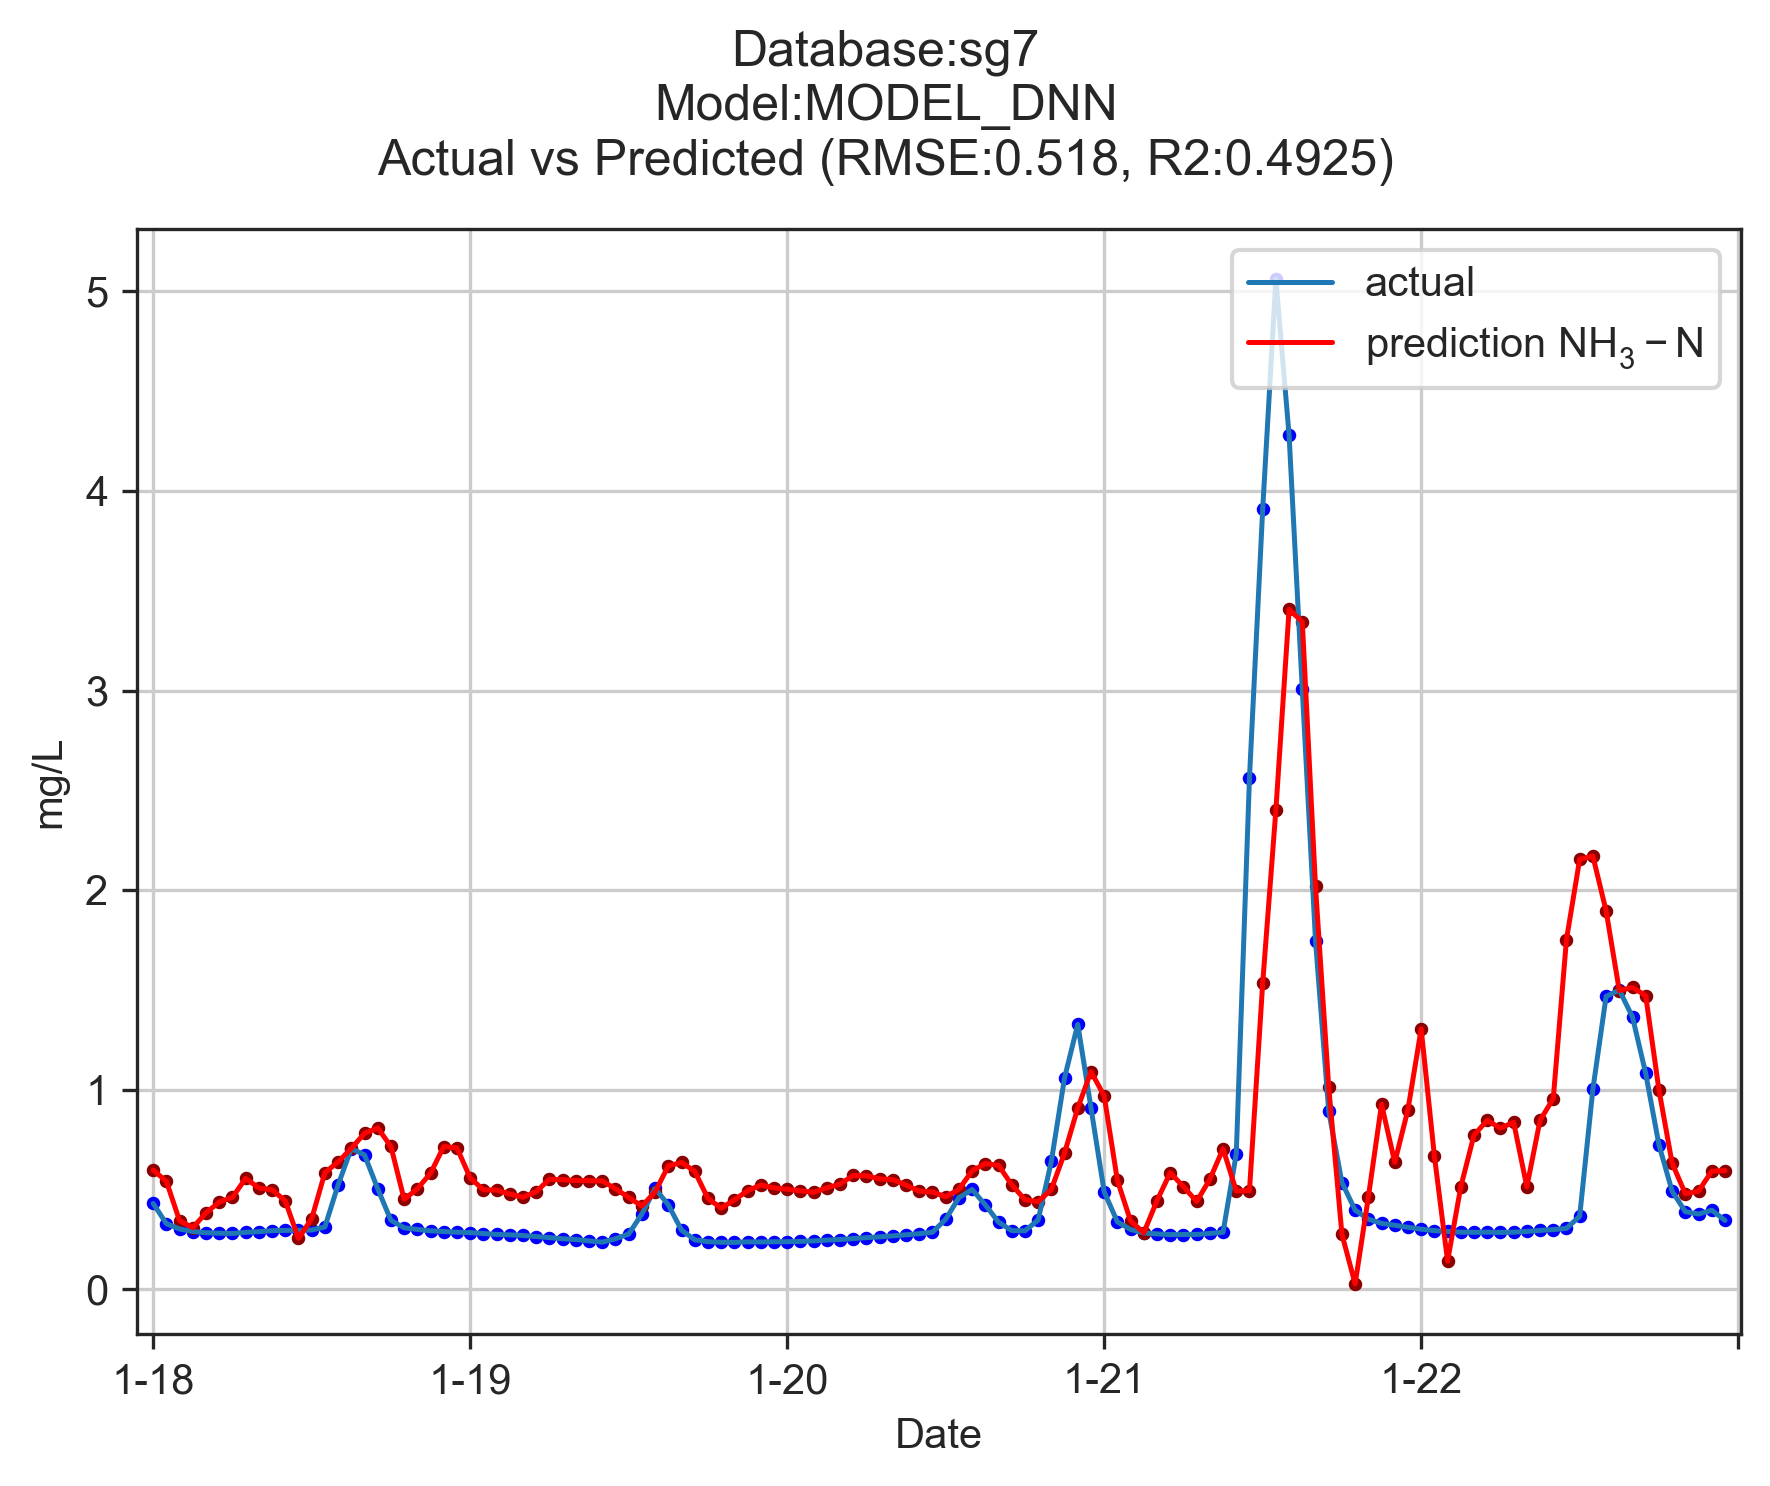 Database:sg7
Model:MODEL_DNN
Actual vs Predicted (RMSE:0.518, R2:0.4925)
actual
prediction NH₃ − N
5
4
3
2
1
0
mg/L
1-18 1-19 1-20 1-21 1-22
Date